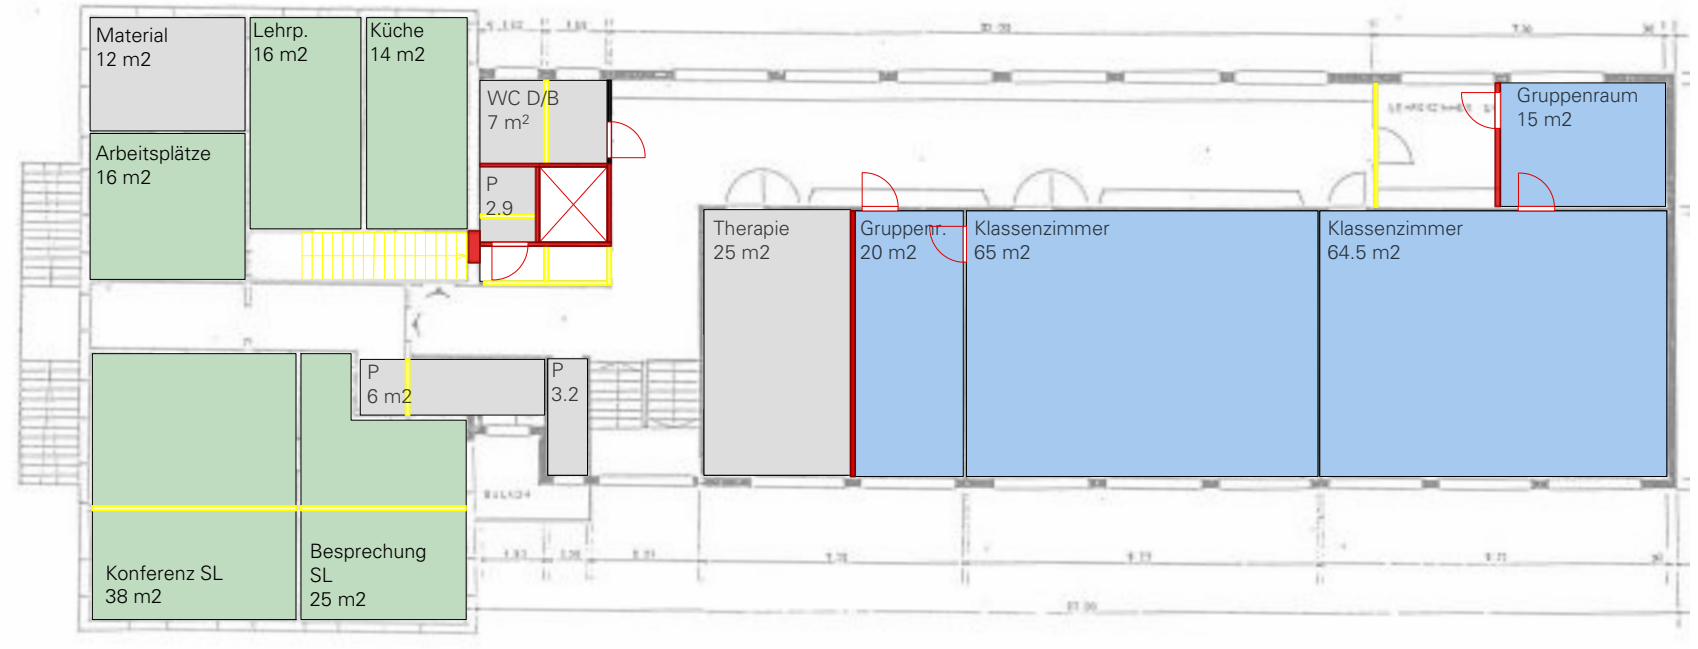 Material
12 m2
Lehrp.
16 m2
Küche
14 m2
WC D/B
7 m²
Gruppenraum
15 m2
Arbeitsplätze
16 m2
P
2.9
Therapie
25 m2
Gruppenr.
20 m2
Klassenzimmer
65 m2
Klassenzimmer
64.5 m2
P
6 m2
P
3.2
Konferenz SL
38 m2
Besprechung
SL
25 m2